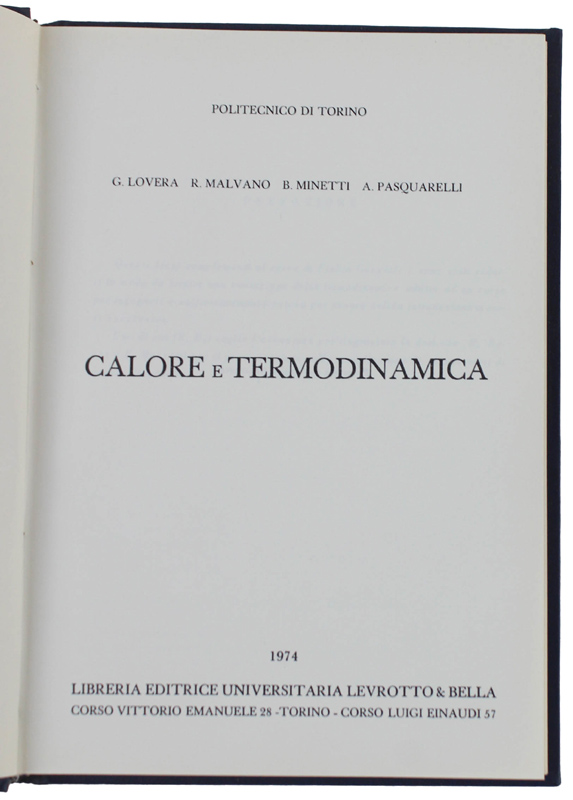 POLITECNICO DI TORINO
G. LOVERA R. MALVANO B. MINETTI A. PASQUARELLI
CALORE E TERMODINAMICA
1974
LIBRERIA EDITRICE UNIVERSITARIA LEVROTTO & BELLA
CORSO VITTORIO EMANUELE 28 -TORINO - CORSO LUIGI EINAUDI 57